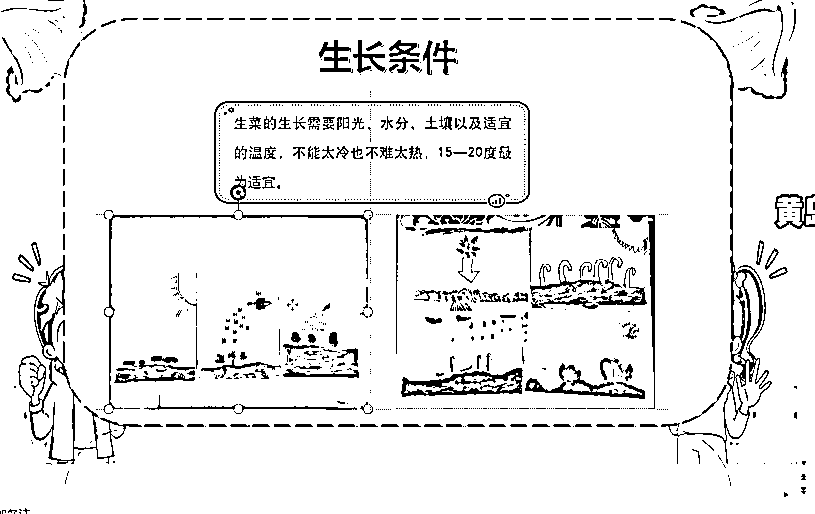 生长条件
生菜的生长需要阳光、水分、土壤以及适宜
的温度，不能太冷也不难太热，15—20度最
为适宜。
黄